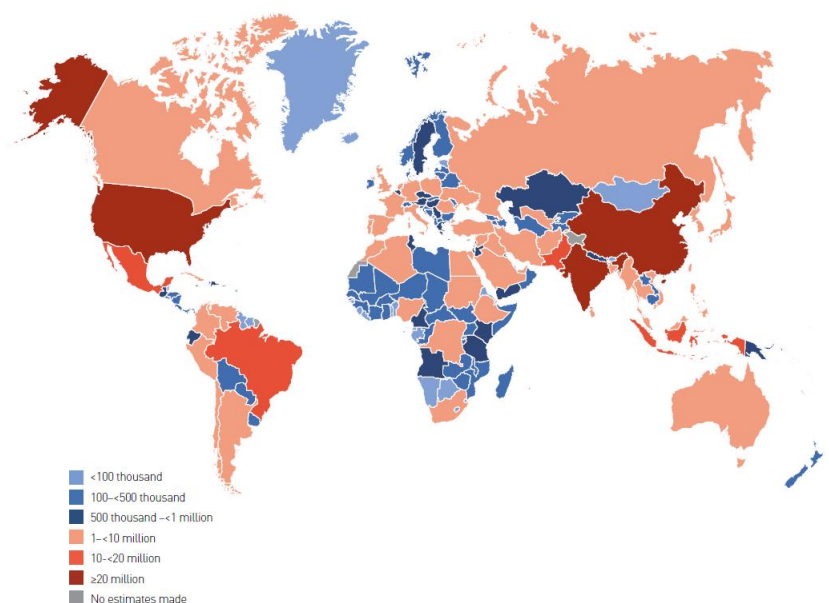 <100 thousand
100-<500 thousand
500 thousand -<1 million
1-<10 million
10-<20 million
≥20 million
No estimates made